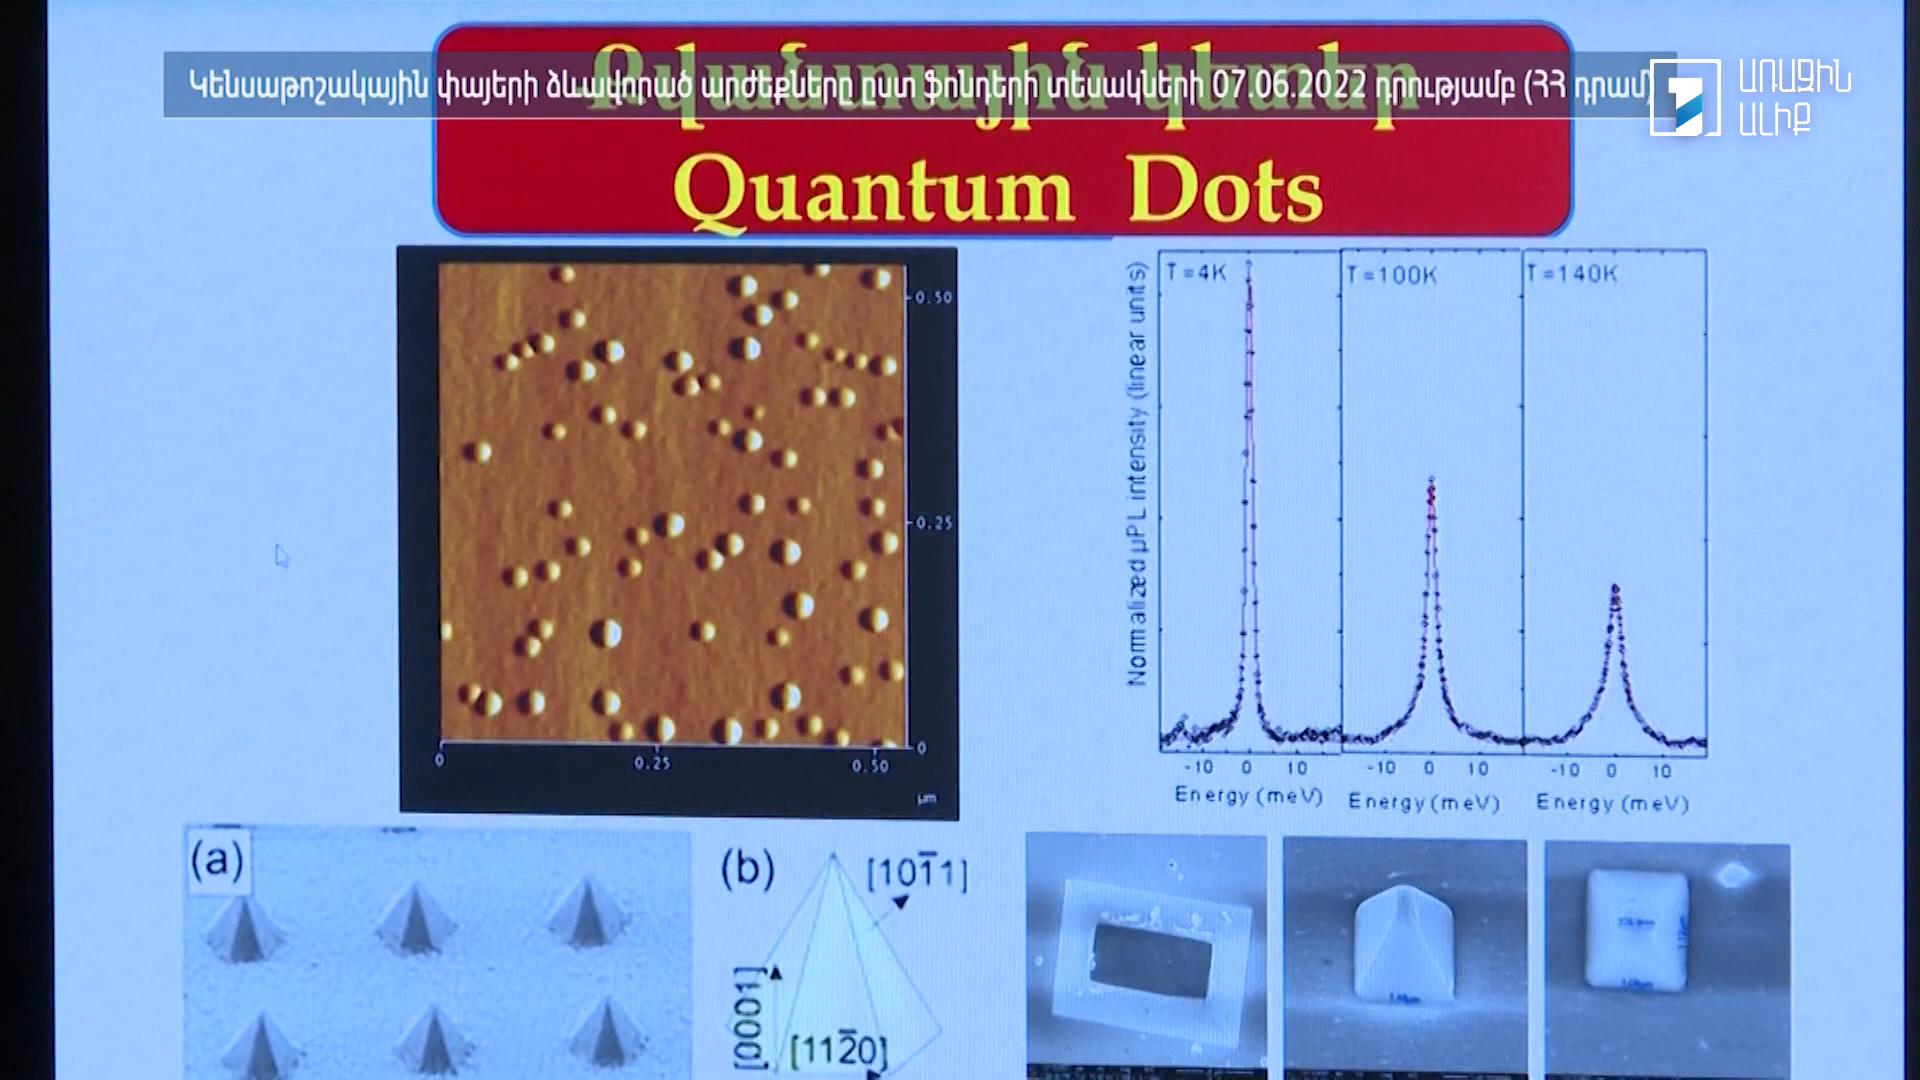 Քվանտային կետեր
Կենսաթոշակային փայերի ձևավորած արժեքները ըստ ֆոնդերի տեսակների 07.06.2022 դրությամբ (ՀՀ դրամ)
ԱՌԱՋԻՆ
ԱԼԻՔ
Quantum Dots
0.50
0.25
0
0 0.25 0.50
µm
Normalized µPL intensity (linear units)
T=4K T=100K T=140K
-10 0 10 -10 0 10 -10 0 10
Energy (meV) Energy (meV) Energy (meV)
(a)
(b)
[101̅1]
[0001]
[112̅0]